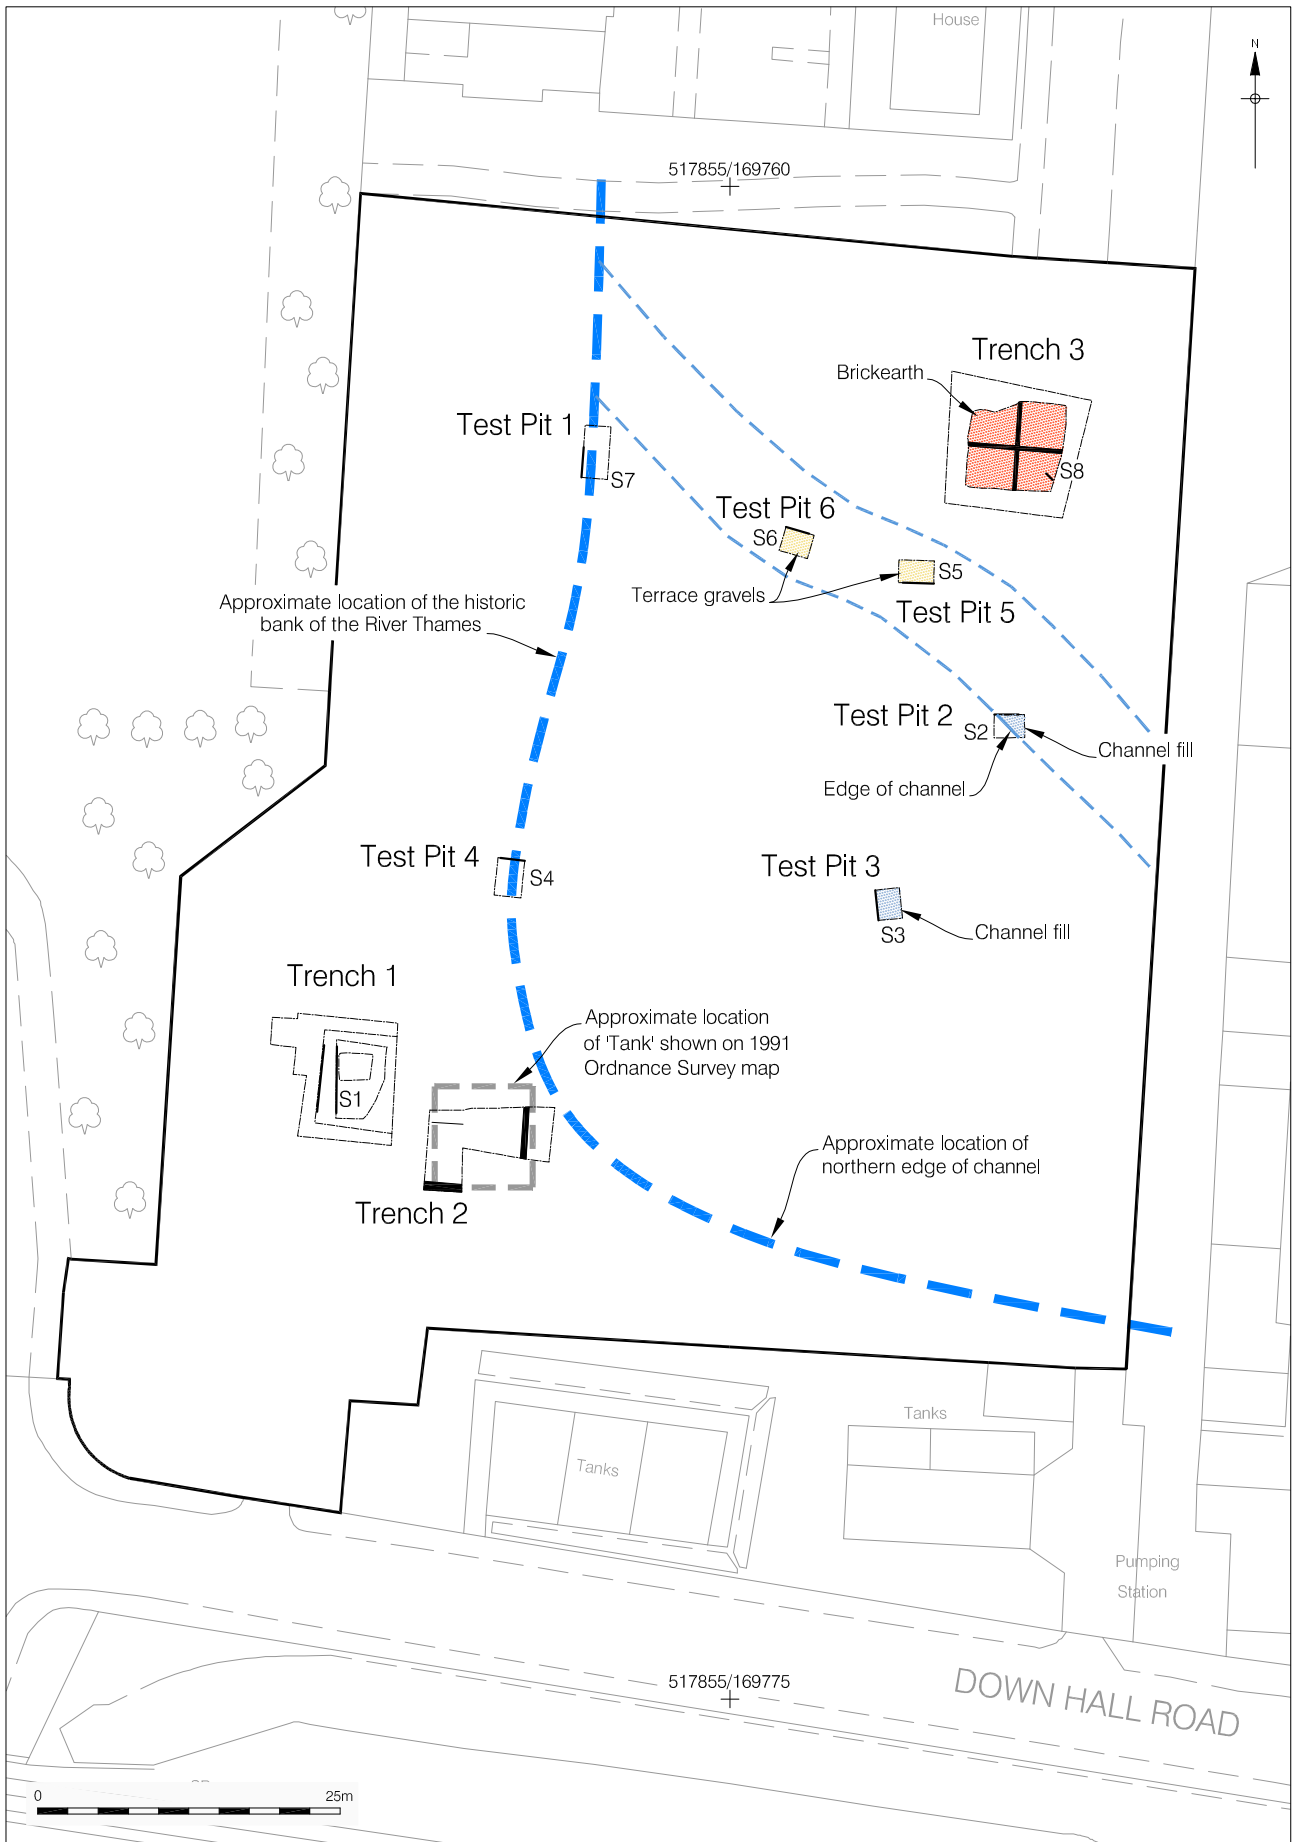 House
N
517855/169760
Trench 3
Brickearth
S8
Test Pit 1
S7
Test Pit 6
S6
S5
Terrace gravels
Test Pit 5
Approximate location of the historic
bank of the River Thames
Test Pit 2
S2
Channel fill
Edge of channel
Test Pit 4
S4
Test Pit 3
S3
Channel fill
Trench 1
S1
Approximate location
of 'Tank' shown on 1991
Ordnance Survey map
Approximate location of
northern edge of channel
Trench 2
Tanks
Tanks
Pumping
Station
517855/169775
DOWN HALL ROAD
0
25m